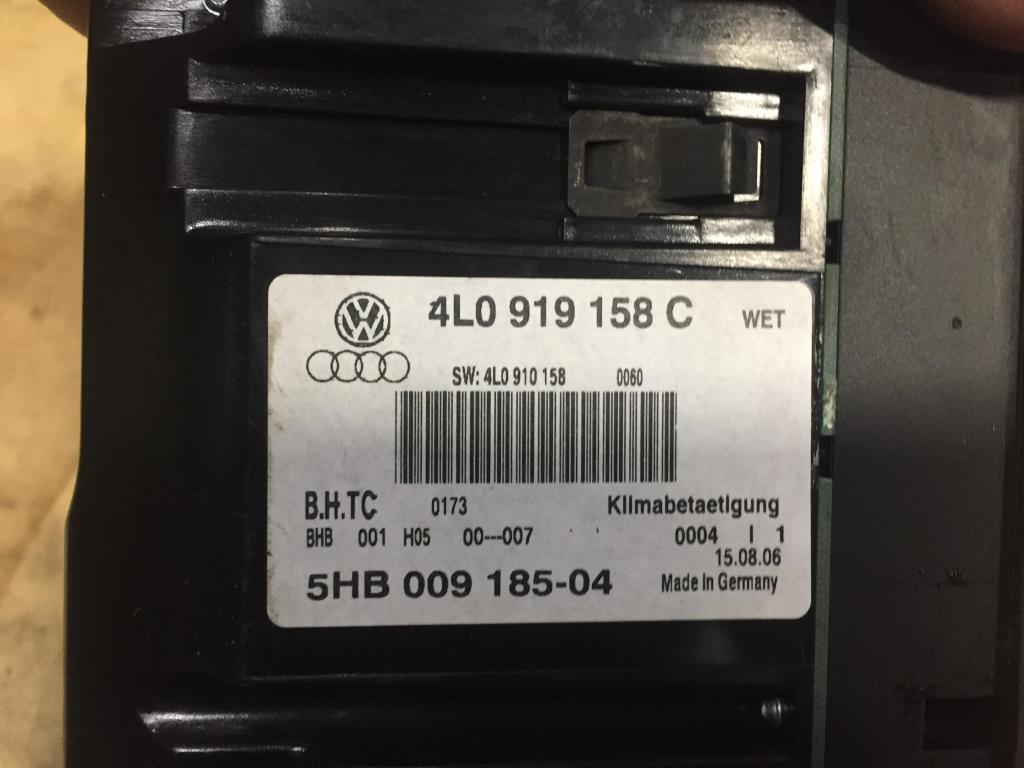 4L0 919 158 C WET
SW: 4L0 910 158 0060
B.H.TC 0173 Klimabetaetigung
BHB 001 H05 00---007 0004 I 1
15.08.06
5HB 009 185-04 Made in Germany